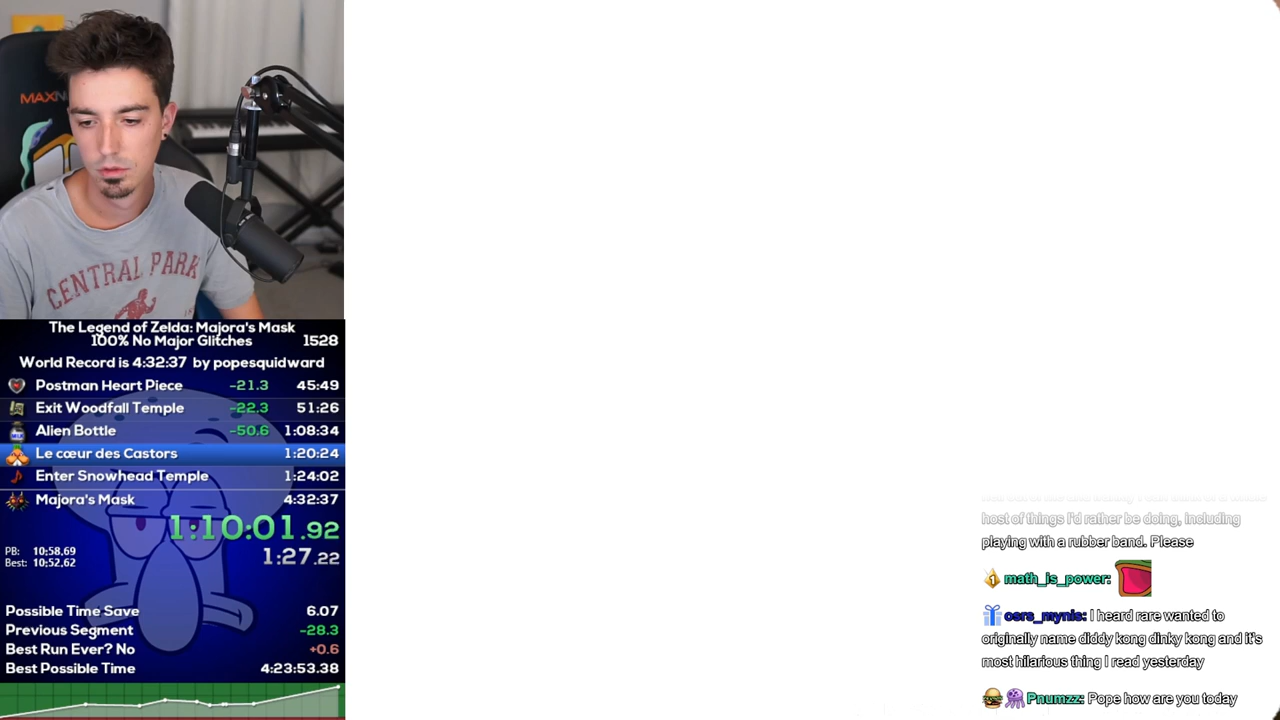 MAXN
CENTRAL PARK
The Legend of Zelda: Majora's Mask
100% No Major Glitches 1528
World Record is 4:32:37 by popesquidward
Postman Heart Piece -21.3 45:49
Exit Woodfall Temple -22.3 51:26
Alien Bottle -50.6 1:08:34
Le cœur des Castors 1:20:24
Enter Snowhead Temple 1:24:02
Majora's Mask 4:32:37
1:10:01.92
PB: 10:58.69
Best: 10:52.62
1:27.22
Possible Time Save 6.07
Previous Segment -28.3
Best Run Ever? No +0.6
Best Possible Time 4:23:53.38
host of things I'd rather be doing, including
playing with a rubber band. Please
math_is_power:
osrs_mynis: I heard rare wanted to
originally name diddy kong dinky kong and it's
most hilarious thing I read yesterday
Pnumzz: Pope how are you today